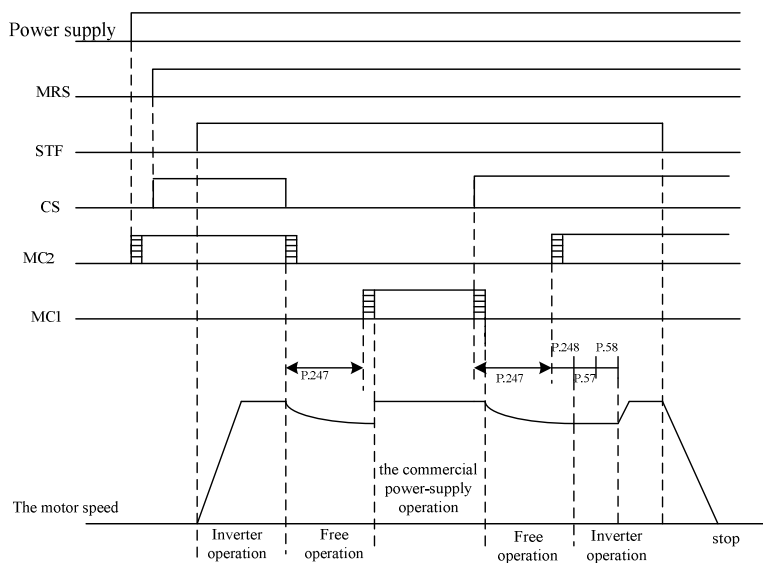 Power supply
MRS
STF
CS
MC2
MC1
P.248
P.58
P.247
P.247
P.57
the commercial
power-supply
operation
The motor speed
Inverter
operation
Free
operation
Free
operation
Inverter
operation
stop